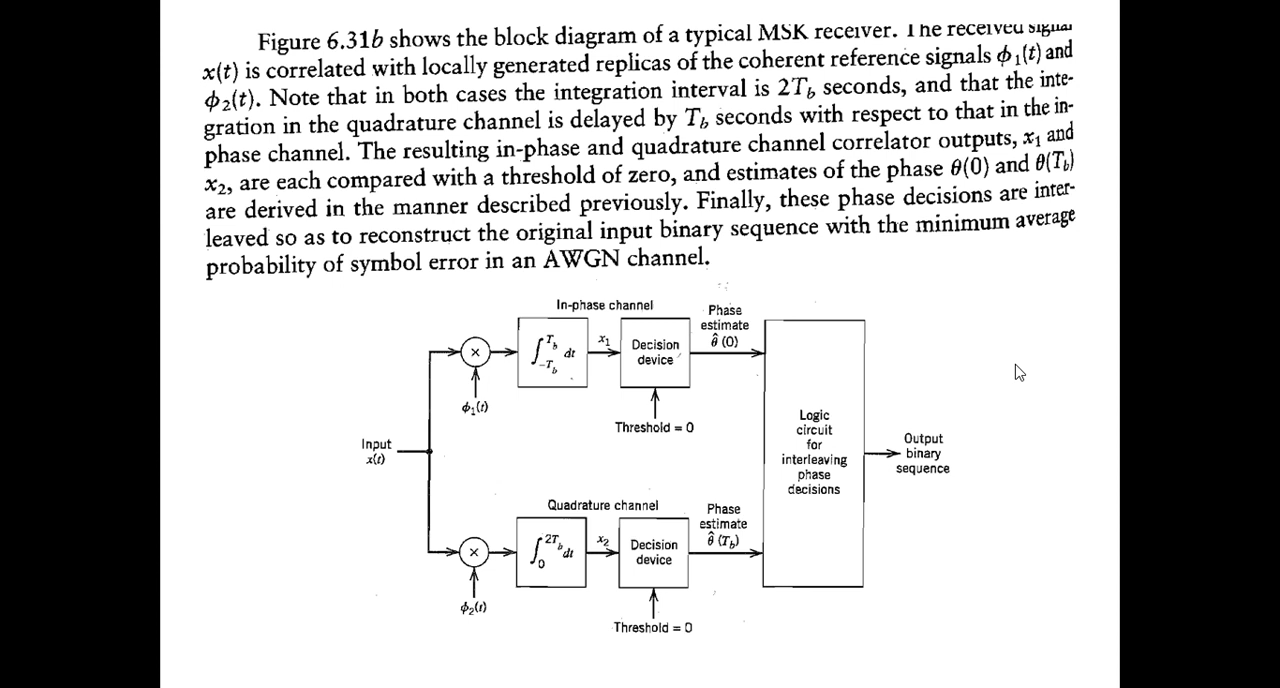 Figure 6.31b shows the block diagram of a typical MSK receiver. The received signal
x(t) is correlated with locally generated replicas of the coherent reference signals ϕ₁(t) and
ϕ₂(t). Note that in both cases the integration interval is 2T_b seconds, and that the inte-
gration in the quadrature channel is delayed by T_b seconds with respect to that in the in-
phase channel. The resulting in-phase and quadrature channel correlator outputs, x₁ and
x₂, are each compared with a threshold of zero, and estimates of the phase θ(0) and θ(T_b)
are derived in the manner described previously. Finally, these phase decisions are inter-
leaved so as to reconstruct the original input binary sequence with the minimum average
probability of symbol error in an AWGN channel.
In-phase channel
Phase
estimate
θ̂ (0)
×
∫_{-T_b}^{T_b} dt
x₁
Decision
device
ϕ₁(t)
Threshold = 0
Input
x(t)
Logic
circuit
for
interleaving
phase
decisions
Output
binary
sequence
Quadrature channel
Phase
estimate
θ̂ (T_b)
×
∫_0^{2T_b} dt
x₂
Decision
device
ϕ₂(t)
Threshold = 0